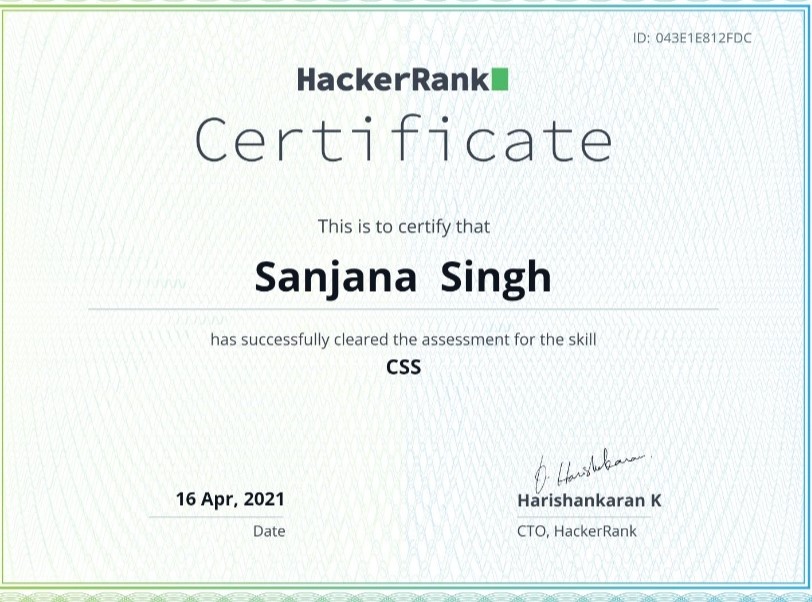 ID: 043E1E812FDC
HackerRank
Certificate
This is to certify that
Sanjana Singh
has successfully cleared the assessment for the skill
CSS
16 Apr, 2021
Date
Harishankaran K
CTO, HackerRank